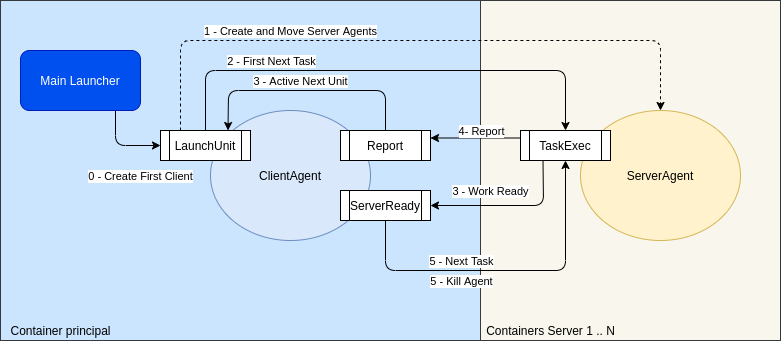 1 - Create and Move Server Agents
2 - First Next Task
Main Launcher
3 - Active Next Unit
4- Report
LaunchUnit
Report
TaskExec
0 - Create First Client
ClientAgent
ServerAgent
3 - Work Ready
ServerReady
5 - Next Task
5 - Kill Agent
Container principal
Containers Server 1 .. N